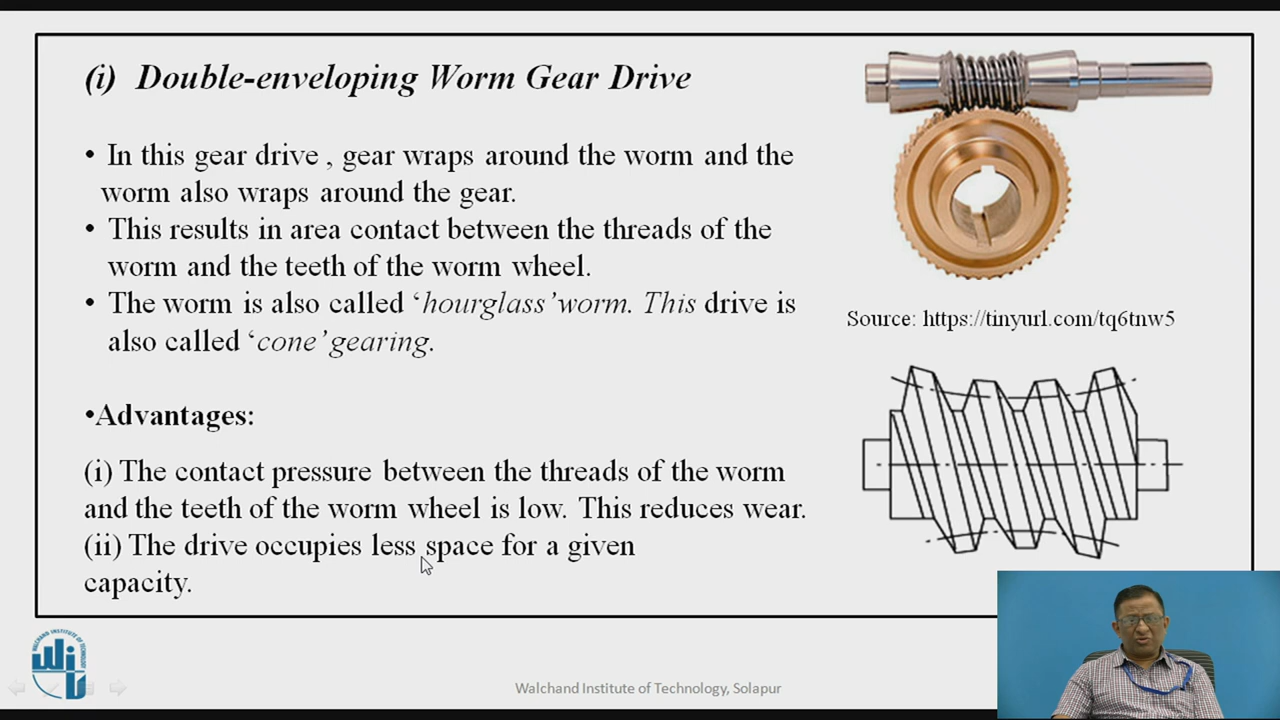 (i) Double-enveloping Worm Gear Drive
• In this gear drive , gear wraps around the worm and the
worm also wraps around the gear.
• This results in area contact between the threads of the
worm and the teeth of the worm wheel.
• The worm is also called ‘hourglass’ worm. This drive is
also called ‘cone’ gearing.
•Advantages:
(i) The contact pressure between the threads of the worm
and the teeth of the worm wheel is low. This reduces wear.
(ii) The drive occupies less space for a given
capacity.
Source: https://tinyurl.com/tq6tnw5
WALCHAND INSTITUTE OF TECHNOLOGY
WIT
Walchand Institute of Technology, Solapur